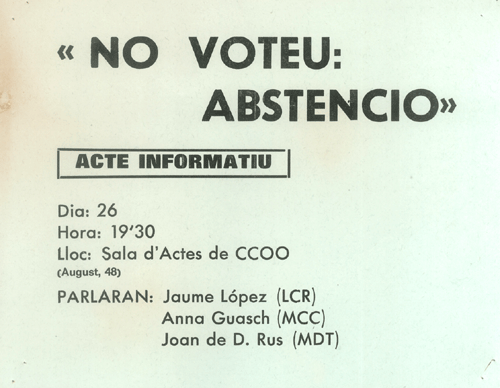 « NO VOTEU:
ABSTENCIO»
ACTE INFORMATIU
Dia: 26
Hora: 19'30
Lloc: Sala d'Actes de CCOO
(August, 48)
PARLARAN: Jaume López (LCR)
Anna Guasch (MCC)
Joan de D. Rus (MDT)